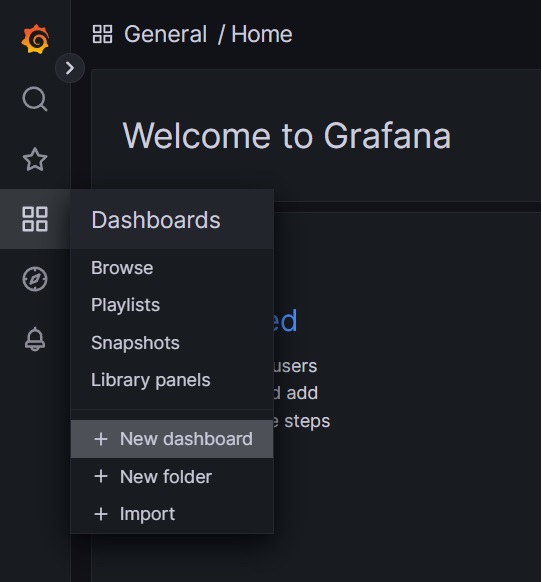 General / Home
Welcome to Grafana
Dashboards
Browse
Playlists
Snapshots
Library panels
+ New dashboard
+ New folder
+ Import
ed
users
add
steps